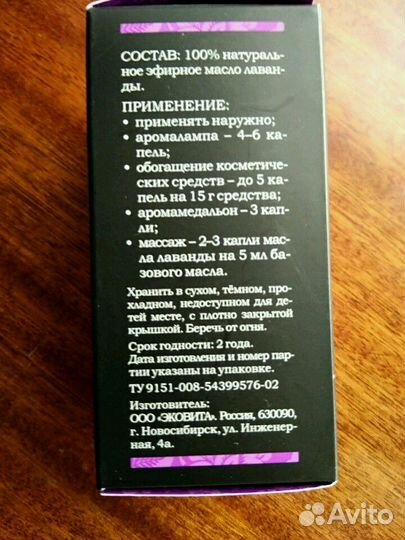 СОСТАВ: 100% натураль-
ное эфирное масло лаван-
ды.
ПРИМЕНЕНИЕ:
• применять наружно;
• аромалампа – 4–6 ка-
пель;
• обогащение косметиче-
ских средств – до 5 капель
на 15 г средства;
• аромамедальон – 3 кап-
ли;
• массаж – 2–3 капли мас-
ла лаванды на 5 мл ба-
зового масла.
Хранить в сухом, тёмном, про-
хладном, недоступном для де-
тей месте, с плотно закрытой
крышкой. Беречь от огня.
Срок годности: 2 года.
Дата изготовления и номер пар-
тии указаны на упаковке.
ТУ 9151-008-54399576-02
Изготовитель:
ООО «ЭКОВИТА». Россия, 630090,
г. Новосибирск, ул. Инженер-
ная, 4а.
Avito